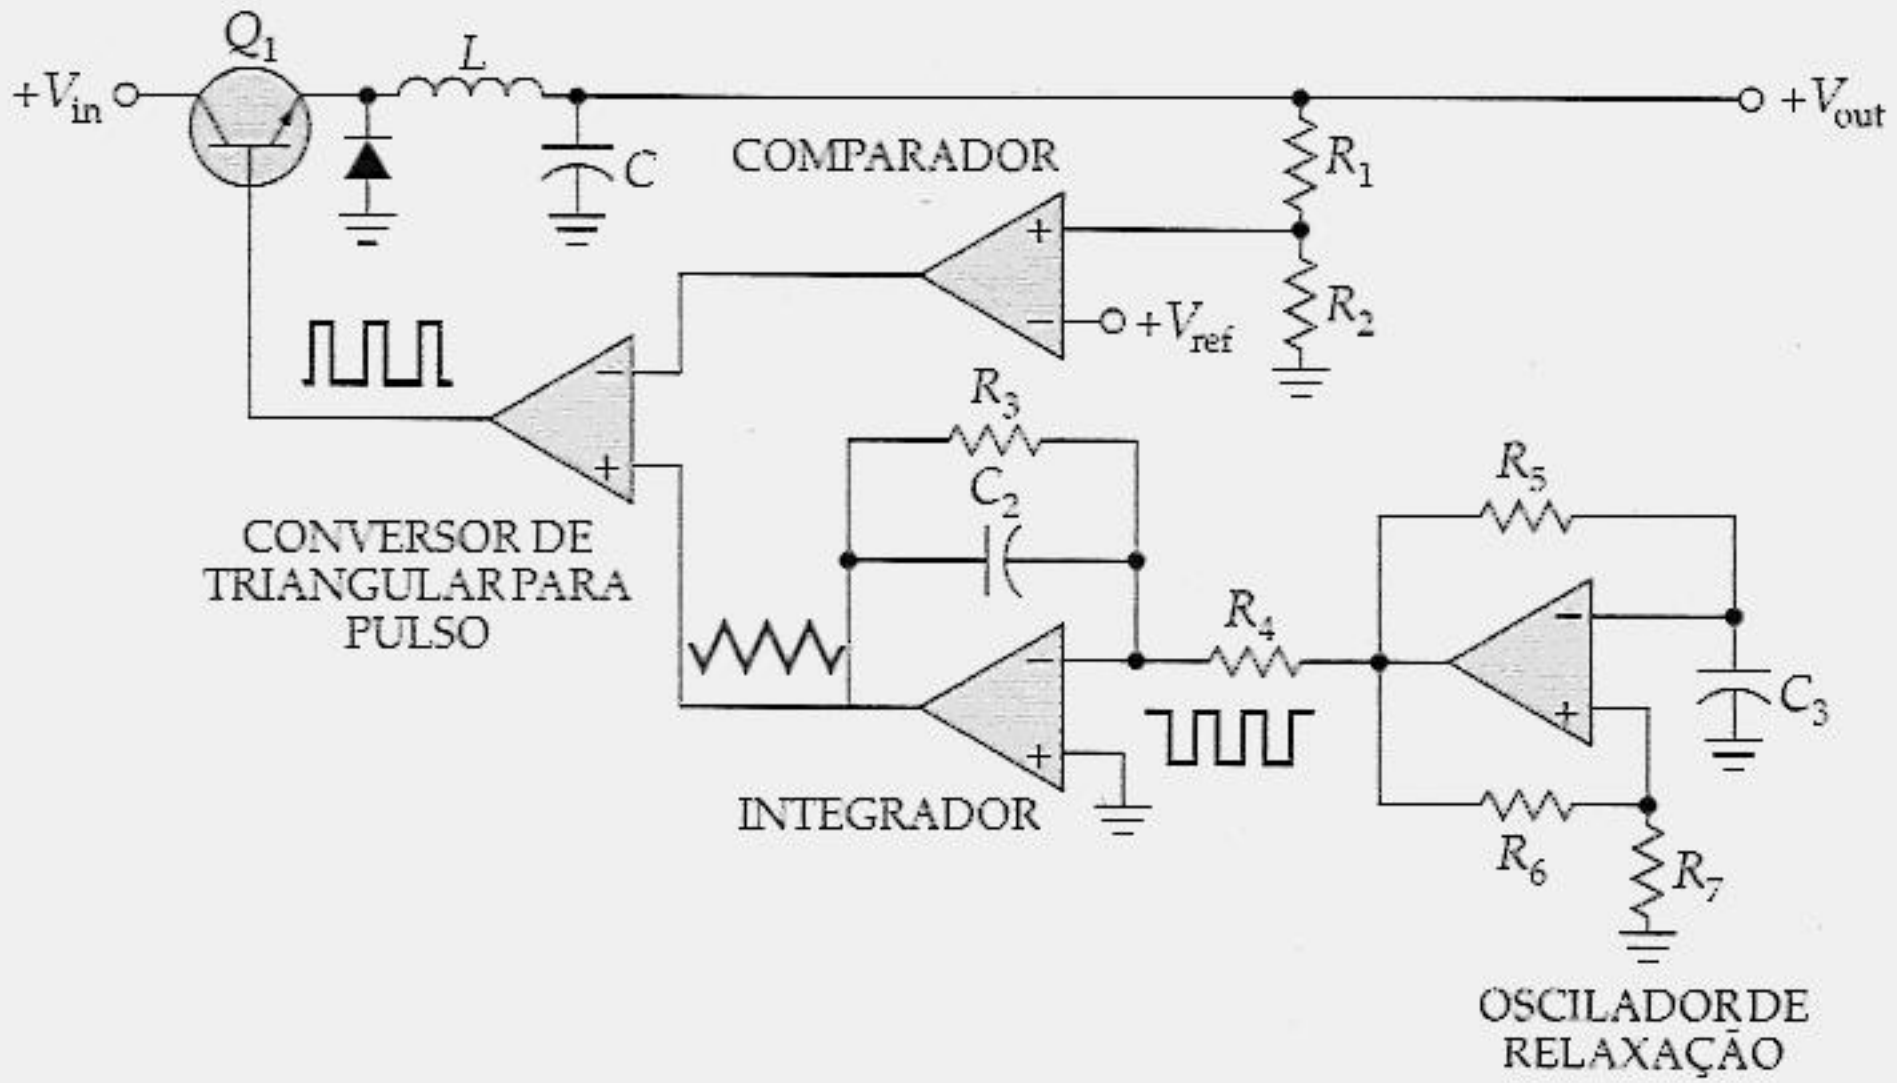 Q1
L
+Vin
+Vout
COMPARADOR
C
R1
+
−
+Vref
R2
−
+
R3
C2
CONVERSOR DE
TRIANGULAR PARA
PULSO
R4
−
+
INTEGRADOR
R5
−
+
C3
R6
R7
OSCILADOR DE
RELAXAÇÃO